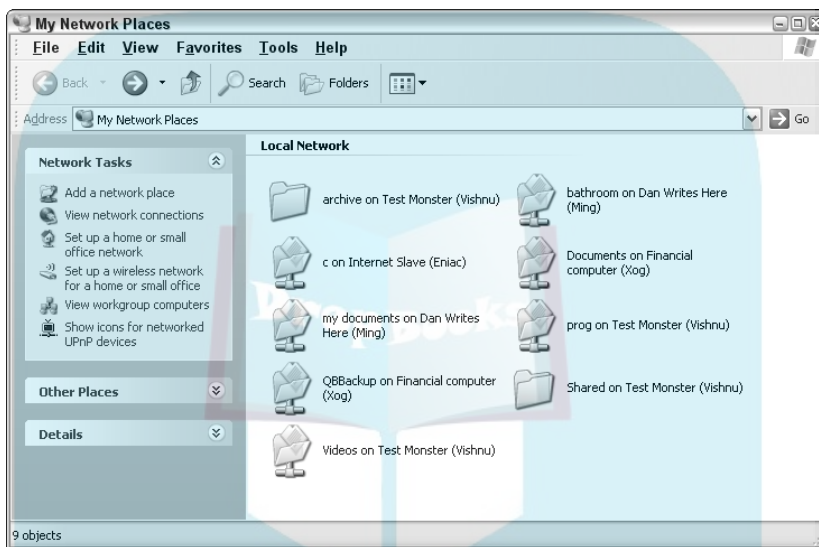 My Network Places
File Edit View Favorites Tools Help
Back Search Folders
Address My Network Places Go
Network Tasks
Add a network place
View network connections
Set up a home or small
office network
Set up a wireless network
for a home or small office
View workgroup computers
Show icons for networked
UPnP devices
Other Places
Details
Local Network
archive on Test Monster (Vishnu)
bathroom on Dan Writes Here
(Ming)
c on Internet Slave (Eniac)
Documents on Financial
computer (Xog)
my documents on Dan Writes
Here (Ming)
prog on Test Monster (Vishnu)
QBBackup on Financial computer
(Xog)
Shared on Test Monster (Vishnu)
Videos on Test Monster (Vishnu)
9 objects